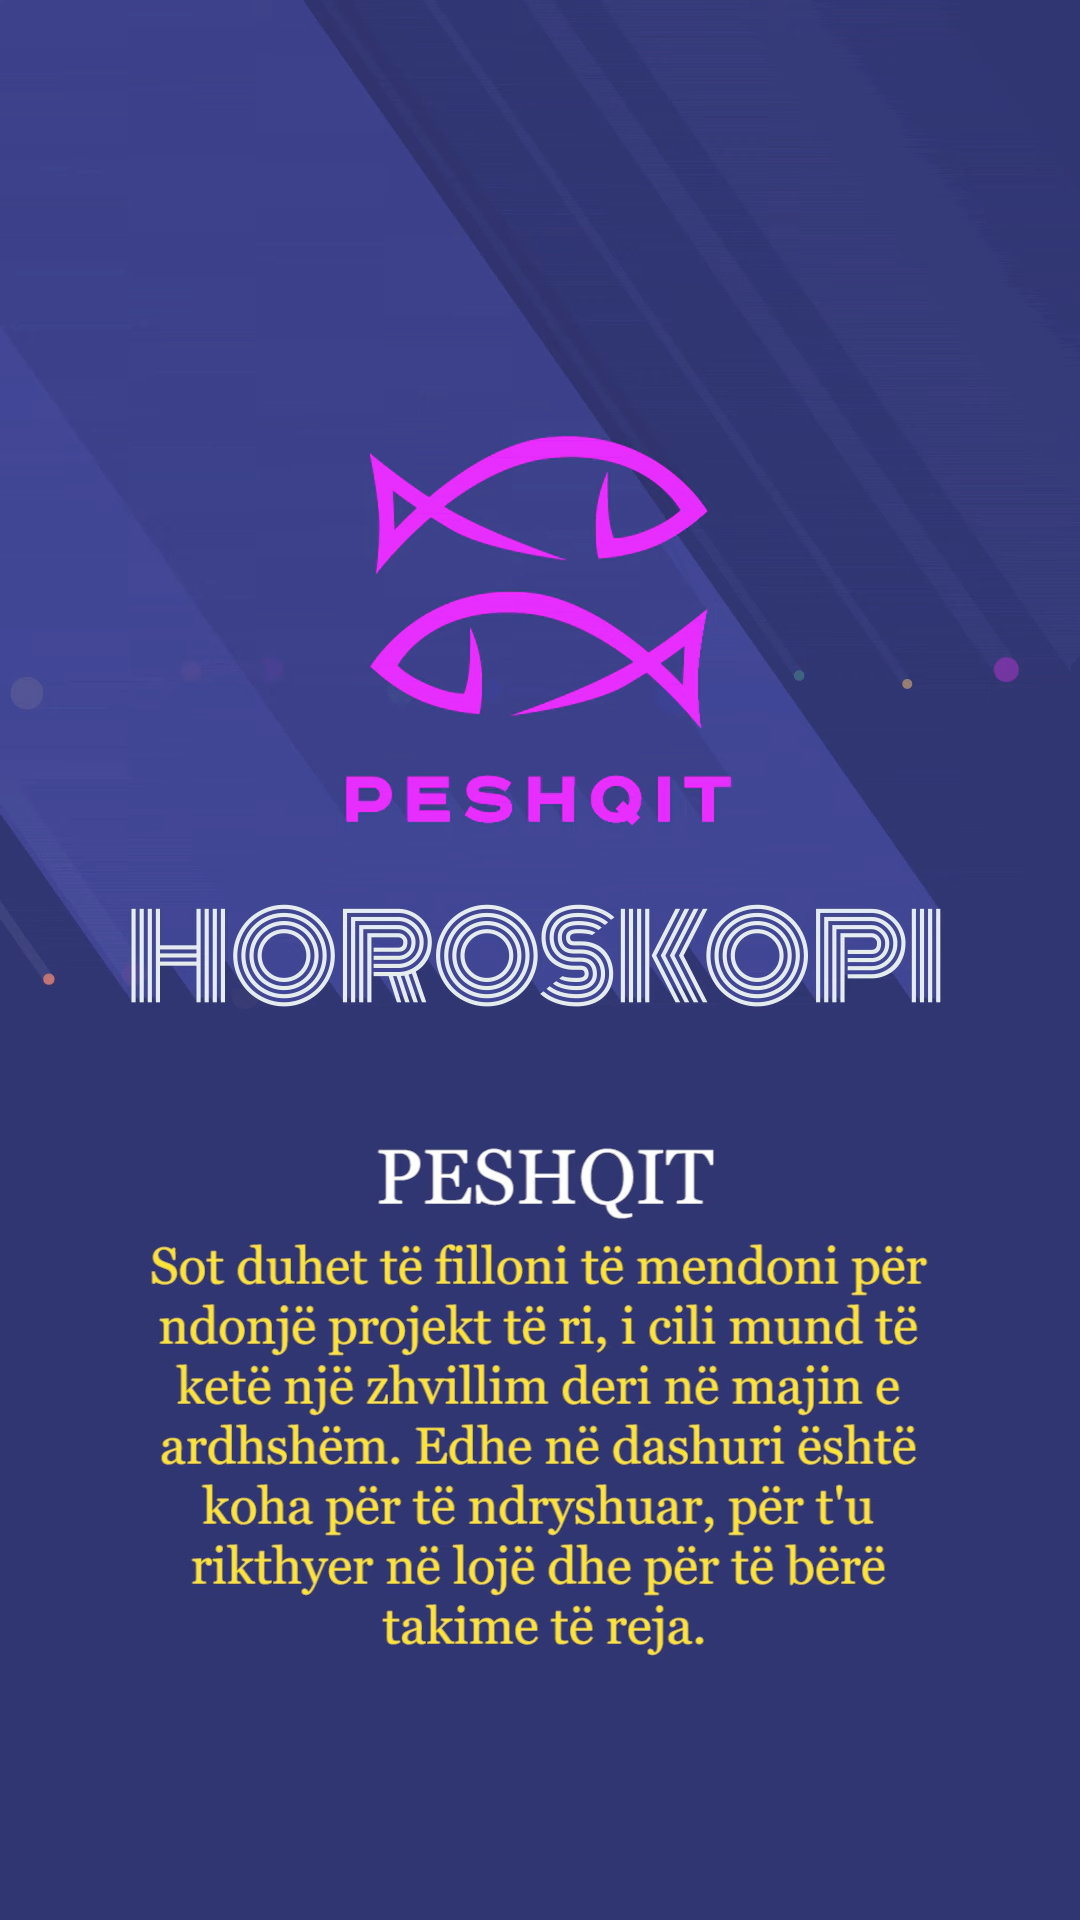 PESHQIT
HOROSKOPI
PESHQIT
Sot duhet të filloni të mendoni për
ndonjë projekt të ri, i cili mund të
ketë një zhvillim deri në majin e
ardhshëm. Edhe në dashuri është
koha për të ndryshuar, për t'u
rikthyer në lojë dhe për të bërë
takime të reja.